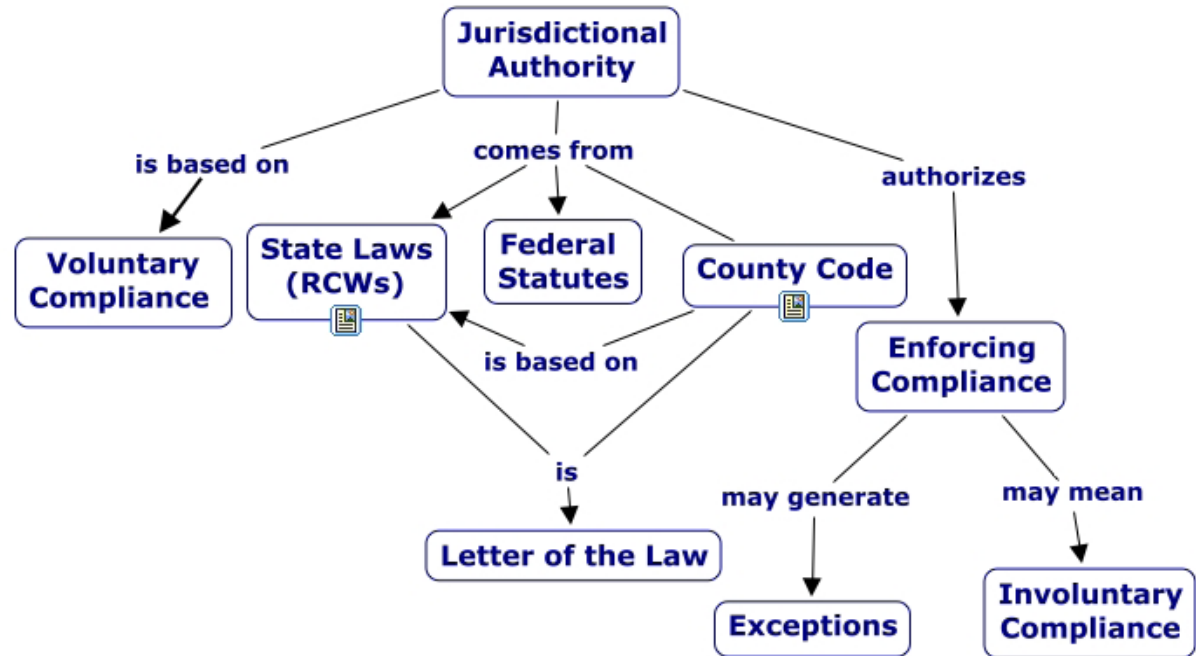 Jurisdictional
Authority
is based on
comes from
authorizes
Voluntary
Compliance
State Laws
(RCWs)
Federal
Statutes
County Code
is based on
Enforcing
Compliance
is
may generate
may mean
Letter of the Law
Exceptions
Involuntary
Compliance